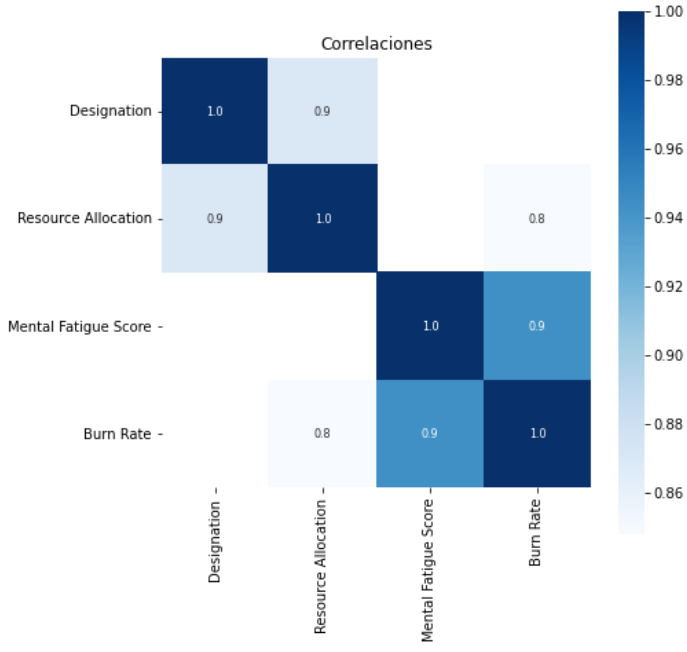 Correlaciones
Designation
1.0 0.9
Resource Allocation
0.9 1.0 0.8
Mental Fatigue Score
1.0 0.9
Burn Rate
0.8 0.9 1.0
Designation
Resource Allocation
Mental Fatigue Score
Burn Rate
1.00
0.98
0.96
0.94
0.92
0.90
0.88
0.86